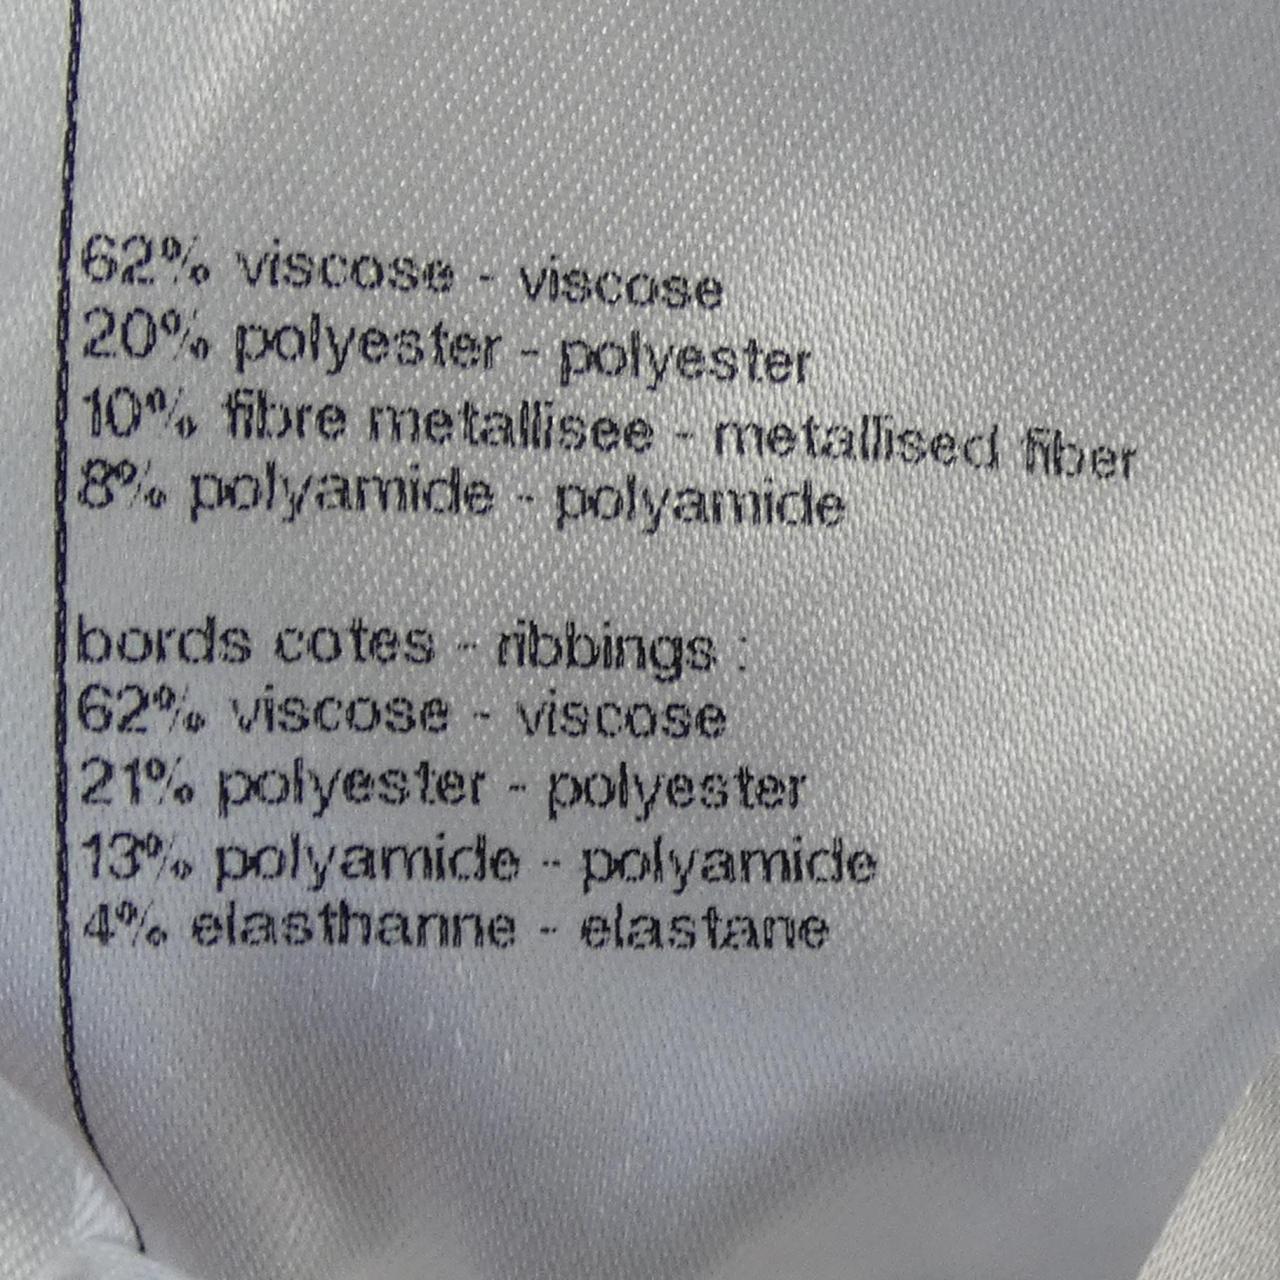 62% viscose - viscose
20% polyester - polyester
10% fibre metallisee - metallised fiber
8% polyamide - polyamide
bords cotes - ribbings :
62% viscose - viscose
21% polyester - polyester
13% polyamide - polyamide
4% elasthanne - elastane